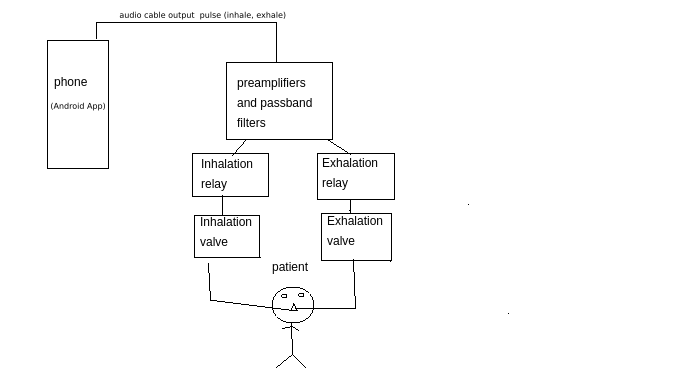 audio cable output  pulse (inhale, exhale)
phone
(Android App)
preamplifiers
and passband
filters
Inhalation
relay
Exhalation
relay
Inhalation
valve
Exhalation
valve
patient